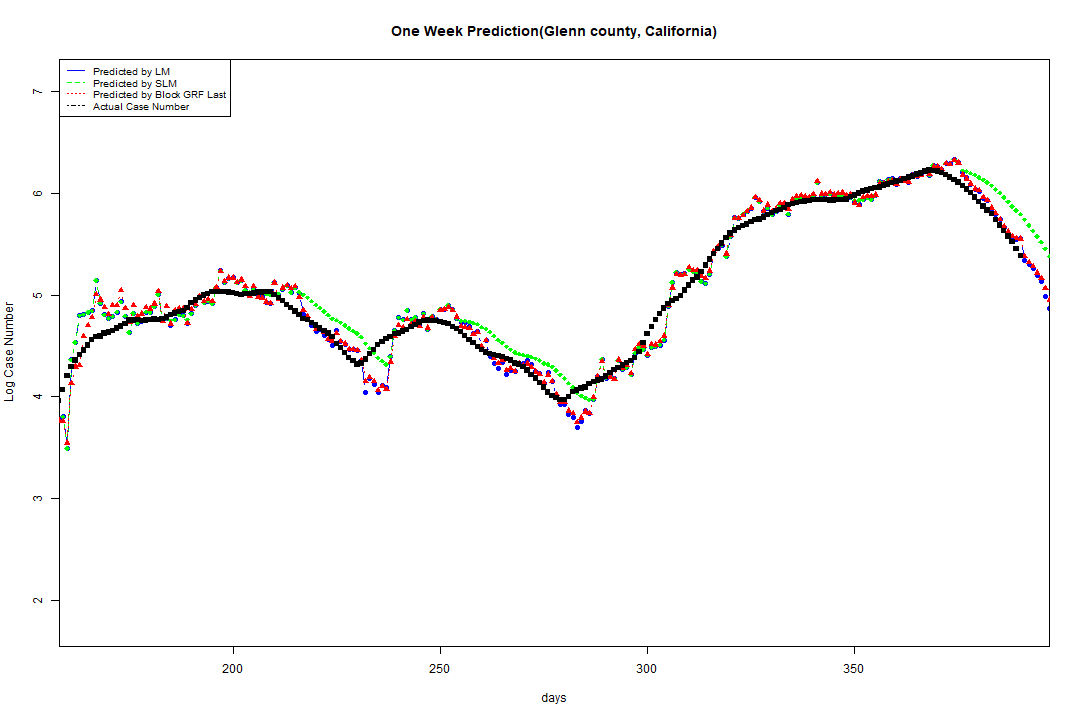 One Week Prediction(Glenn county, California)
Predicted by LM
Predicted by SLM
Predicted by Block GRF Last
Actual Case Number
7
6
5
4
3
2
Log Case Number
200
250
300
350
days